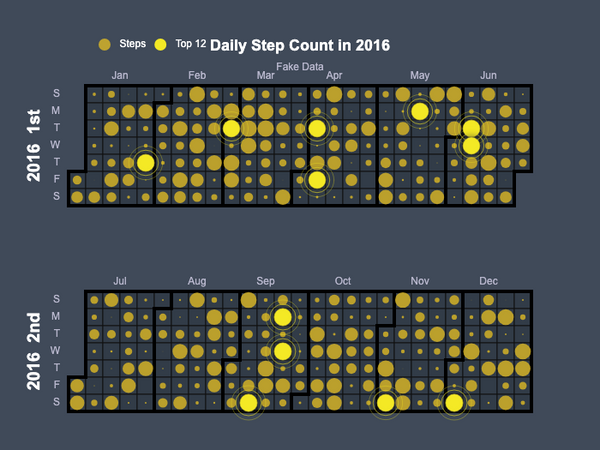 Steps Top 12 Daily Step Count in 2016
Fake Data
Jan Feb Mar Apr May Jun
2016 1st
S
M
T
W
T
F
S
Jul Aug Sep Oct Nov Dec
2016 2nd
S
M
T
W
T
F
S